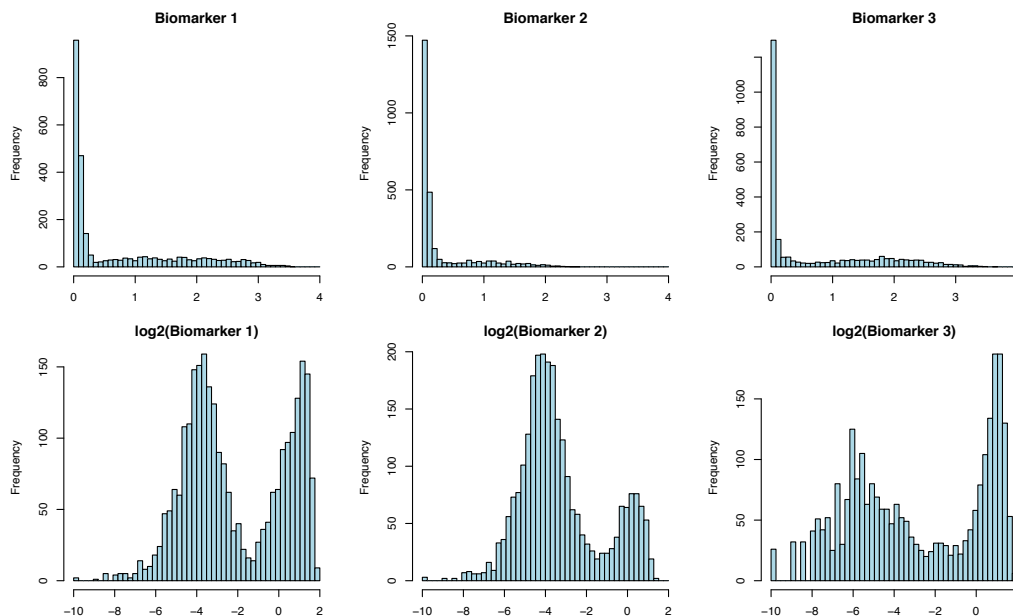 Biomarker 1
Frequency
0 200 400 600 800
0 1 2 3 4
Biomarker 2
Frequency
0 500 1000 1500
0 1 2 3 4
Biomarker 3
Frequency
0 200 400 600 800 1000
0 1 2 3
log2(Biomarker 1)
Frequency
0 50 100 150
−10 −8 −6 −4 −2 0 2
log2(Biomarker 2)
Frequency
0 50 100 150 200
−10 −8 −6 −4 −2 0 2
log2(Biomarker 3)
Frequency
0 50 100 150
−10 −8 −6 −4 −2 0